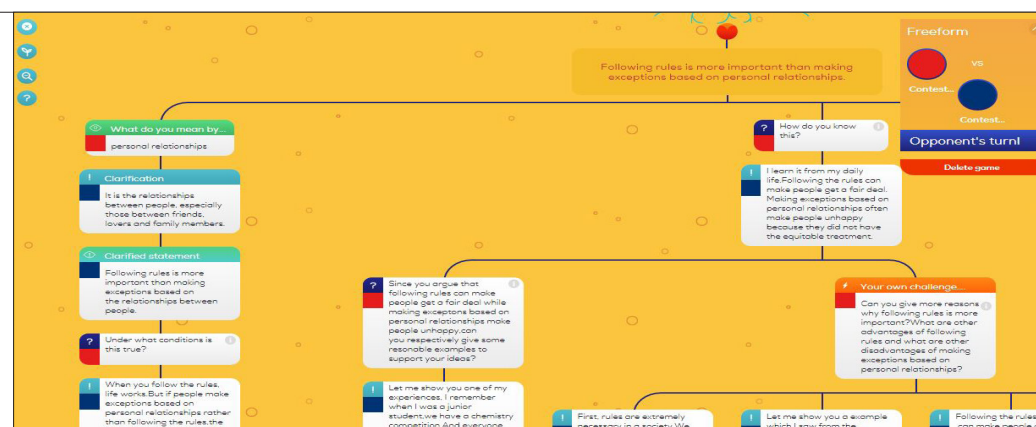 Following rules is more important than making
exceptions based on personal relationships.
Freeform
vs
Contest...
Contest...
Opponent's turn!
Delete game
What do you mean by...
personal relationships
! Clarification
It is the relationships
between people, especially
those between friends,
lovers and family members.
Clarified statement
Following rules is more
important than making
exceptions based on
the relationships between
people.
? Under what conditions is
this true?
! When you follow the rules,
life works.But if people make
exceptions based on
personal relationships rather
than following the rules,the
? How do you know
this?
! I learn it from my daily
life.Following the rules can
make people get a fair deal.
Making exceptions based on
personal relationships often
make people unhappy
because they did not have
the equitable treatment.
? Since you argue that
following rules can make
people get a fair deal while
making exceptons based on
personal relationships make
people unhappy,can
you respectively give some
resonable examples to
support your ideas?
! Let me show you one of my
experiences. I remember
when I was a junior
student,we have a chemistry
competition.And everyone
Your own challenge...
Can you give more reasons
why following rules is more
important?What are other
advantages of following
rules and what are other
disadvantages of making
exceptions based on
personal relationships?
! First, rules are extremely
necessary in a society.We
! Let me show you a example
which I saw from the
! Following the rules
can make people